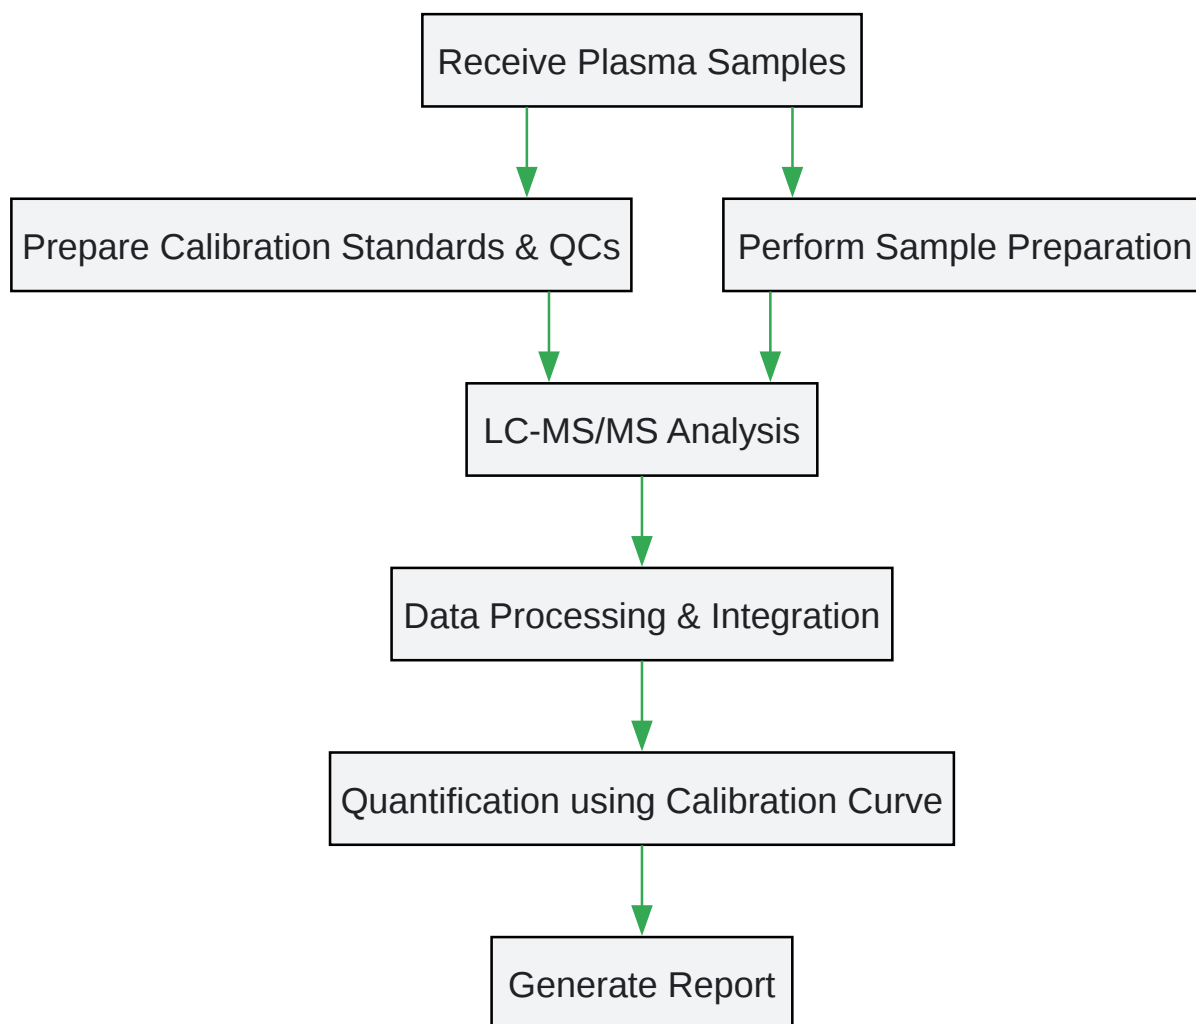 Receive Plasma Samples
Prepare Calibration Standards & QCs
Perform Sample Preparation
LC-MS/MS Analysis
Data Processing & Integration
Quantification using Calibration Curve
Generate Report